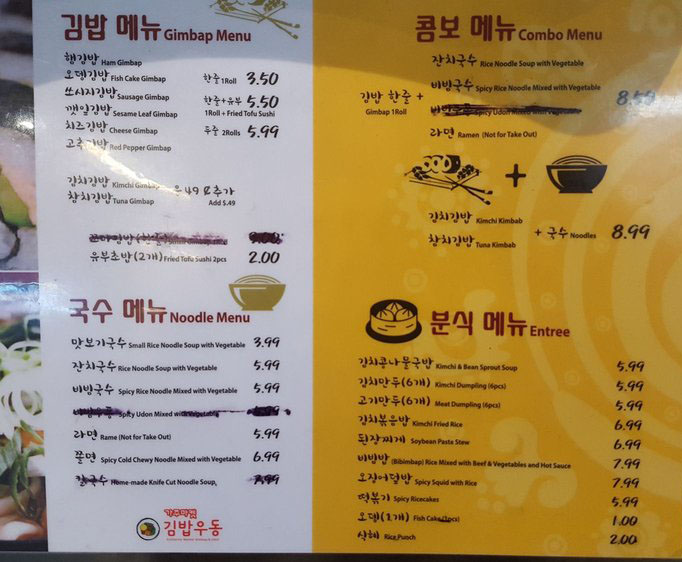 김밥 메뉴 Gimbap Menu
햄김밥 Ham Gimbap
오뎅김밥 Fish Cake Gimbap 한줄 1Roll 3.50
쏘시지김밥 Sausage Gimbap
깻잎김밥 Sesame Leaf Gimbap 한줄+유부 5.50
1Roll + Fried Tofu Sushi
치즈김밥 Cheese Gimbap 두줄 2Rolls 5.99
고추김밥 Red Pepper Gimbap
김치김밥 Kimchi Gimbap 49 추가
참치김밥 Tuna Gimbap Add $.49
유부초밥(2개) Fried Tofu Sushi 2pcs 2.00
국수 메뉴 Noodle Menu
맛보기국수 Small Rice Noodle Soup with Vegetable 3.99
잔치국수 Rice Noodle Soup with Vegetable 5.99
비빔국수 Spicy Rice Noodle Mixed with Vegetable 5.99
Spicy Udon Mixed with Vegetable
라면 Rame (Not for Take Out) 5.99
쫄면 Spicy Cold Chewy Noodle Mixed with Vegetable 6.99
칼국수 Home-made Knife Cut Noodle Soup, 7.99
김밥우동
콤보 메뉴 Combo Menu
잔치국수 Rice Noodle Soup with Vegetable
비빔국수 Spicy Rice Noodle Mixed with Vegetable
김밥 한줄 + 8.50
Gimbap 1Roll
Spicy Udon Mixed with Vegetable
라면 Ramen (Not for Take Out)
+
김치김밥 Kimchi Kimbab
+ 국수 Noodles 8.99
참치김밥 Tuna Kimbab
분식 메뉴 Entree
김치콩나물국밥 Kimchi & Bean Sprout Soup 5.99
김치만두(6개) Kimchi Dumpling (6pcs) 5.99
고기만두(6개) Meat Dumpling (6pcs) 5.99
김치볶음밥 Kimchi Fried Rice 6.99
된장찌개 Soybean Paste Stew 6.99
비빔밥 (Bibimbap) Rice Mixed with Beef & Vegetables and Hot Sauce 7.99
오징어덮밥 Spicy Squid with Rice 7.99
떡볶기 Spicy Ricecakes 5.99
오뎅(1개) Fish Cake (1pcs) 1.00
식혜 Rice Punch 2.00